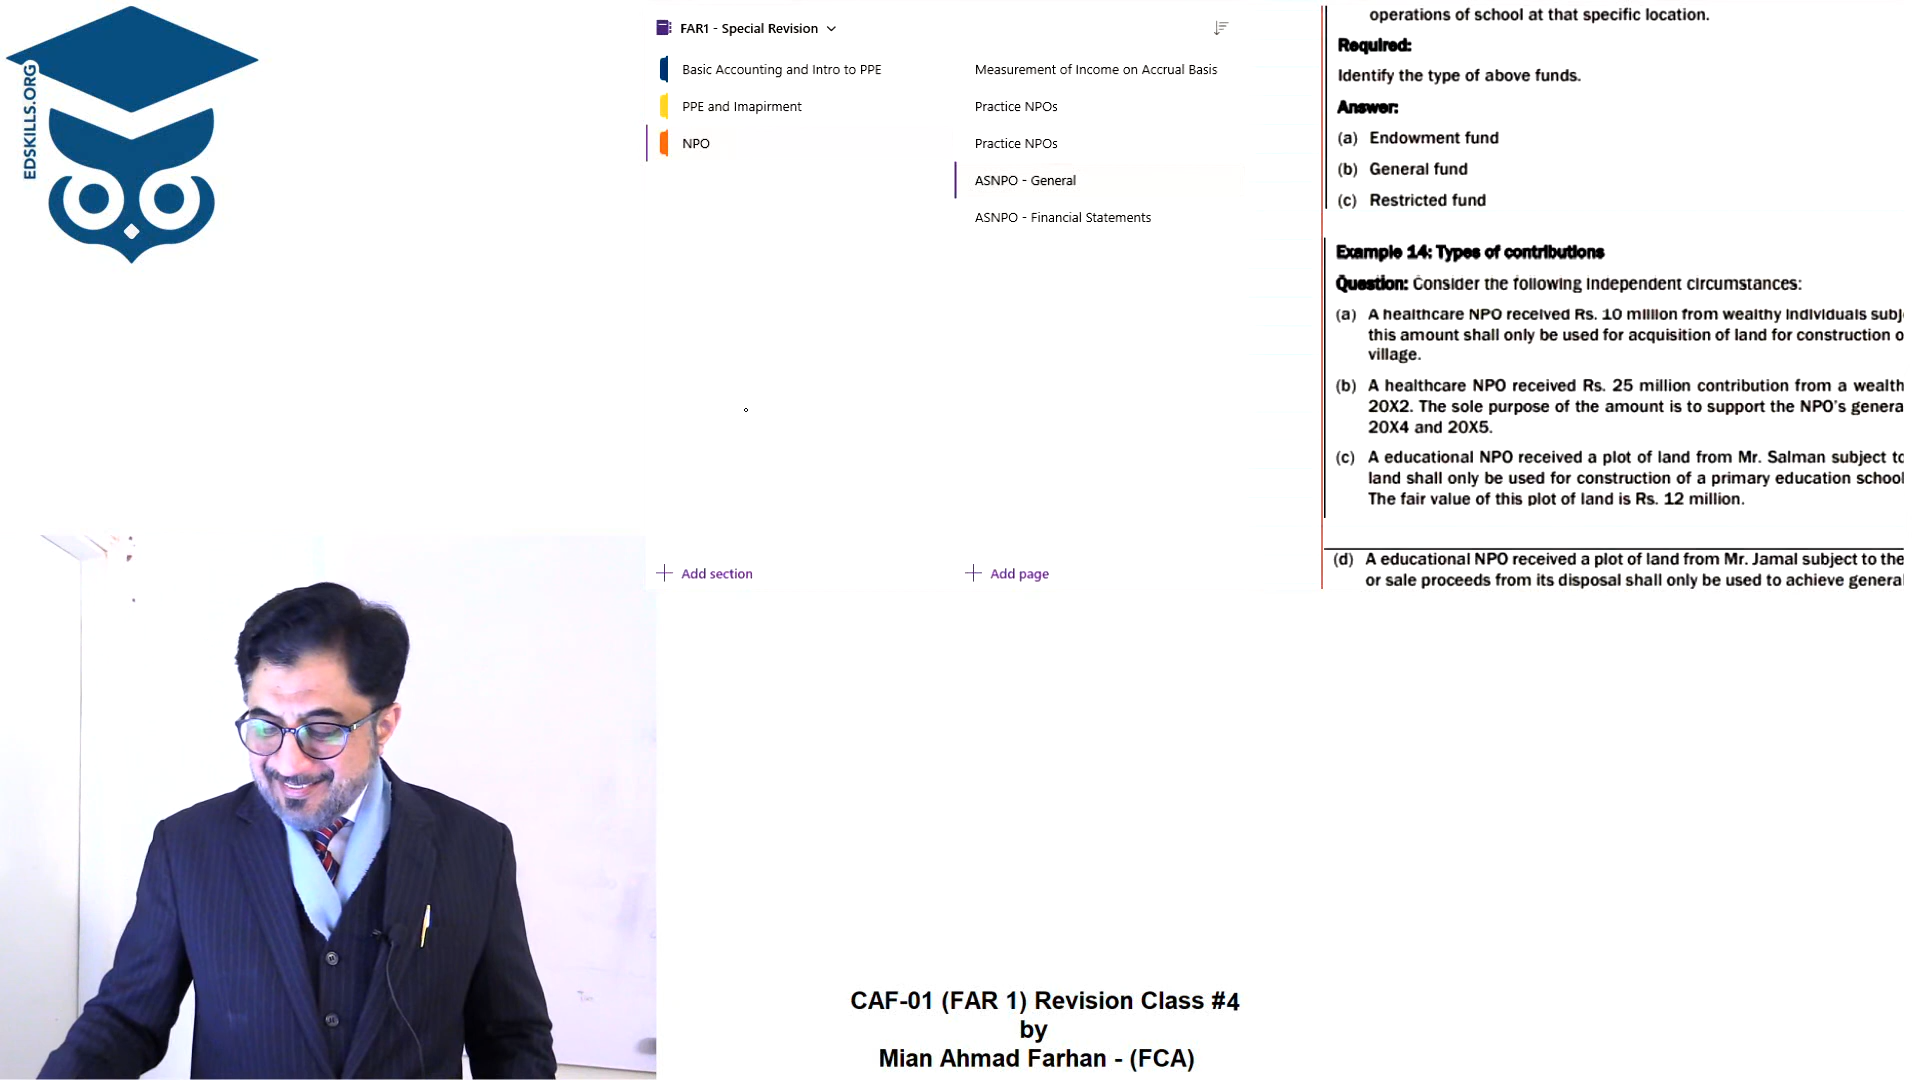 EDSKILLS.ORG
FAR1 - Special Revision
Basic Accounting and Intro to PPE
PPE and Imapirment
NPO
Measurement of Income on Accrual Basis
Practice NPOs
Practice NPOs
ASNPO - General
ASNPO - Financial Statements
Add section
Add page
operations of school at that specific location.
Required:
Identify the type of above funds.
Answer:
(a) Endowment fund
(b) General fund
(c) Restricted fund
Example 14: Types of contributions
Question: Consider the following independent circumstances:
(a) A healthcare NPO received Rs. 10 million from wealthy individuals subj
this amount shall only be used for acquisition of land for construction o
village.
(b) A healthcare NPO received Rs. 25 million contribution from a wealth
20X2. The sole purpose of the amount is to support the NPO's genera
20X4 and 20X5.
(c) A educational NPO received a plot of land from Mr. Salman subject to
land shall only be used for construction of a primary education school
The fair value of this plot of land is Rs. 12 million.
(d) A educational NPO received a plot of land from Mr. Jamal subject to the
or sale proceeds from its disposal shall only be used to achieve general
CAF-01 (FAR 1) Revision Class #4
by
Mian Ahmad Farhan - (FCA)